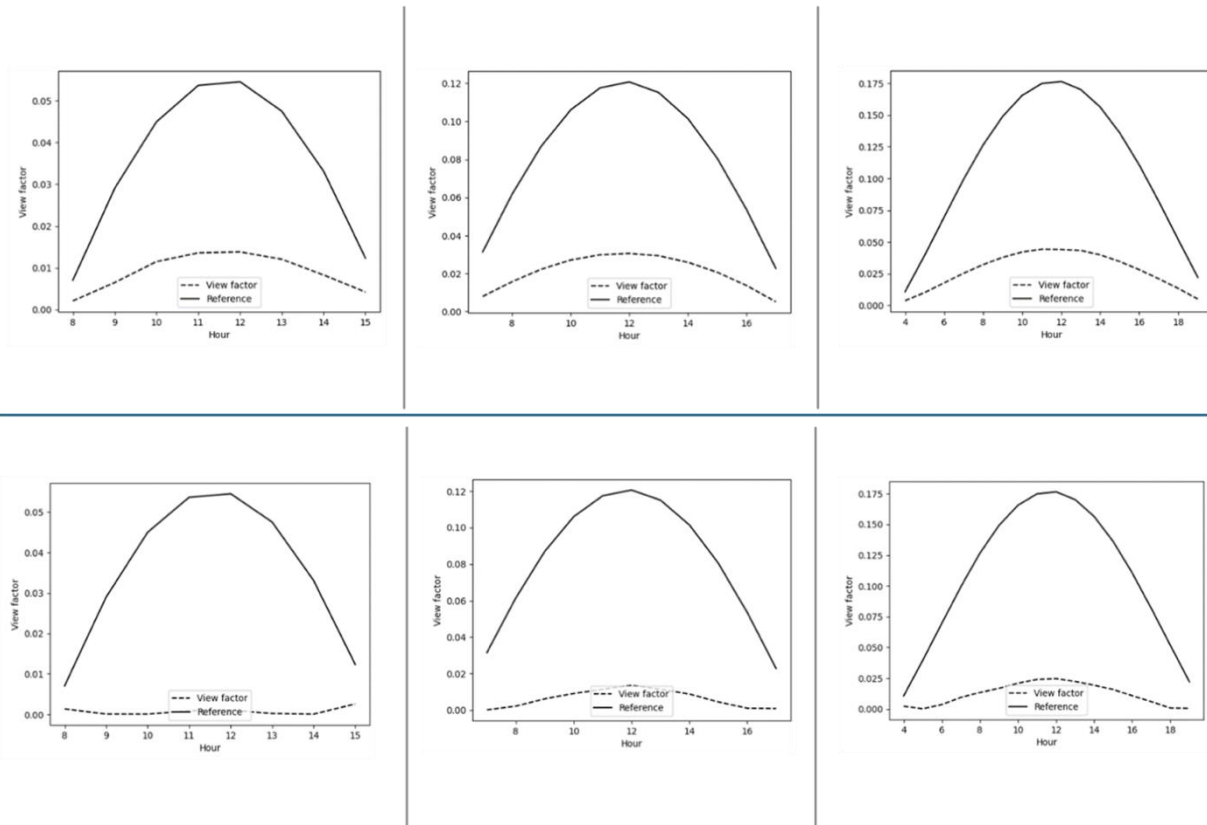 0.05
0.04
0.03
0.02
0.01
0.00
View factor
8 9 10 11 12 13 14 15
Hour
View factor
Reference
0.12
0.10
0.08
0.06
0.04
0.02
0.00
View factor
8 10 12 14 16
Hour
View factor
Reference
0.175
0.150
0.125
0.100
0.075
0.050
0.025
0.000
View factor
4 6 8 10 12 14 16 18
Hour
View factor
Reference
0.05
0.04
0.03
0.02
0.01
0.00
View factor
8 9 10 11 12 13 14 15
Hour
View factor
Reference
0.12
0.10
0.08
0.06
0.04
0.02
0.00
View factor
8 10 12 14 16
Hour
View factor
Reference
0.175
0.150
0.125
0.100
0.075
0.050
0.025
0.000
View factor
4 6 8 10 12 14 16 18
Hour
View factor
Reference